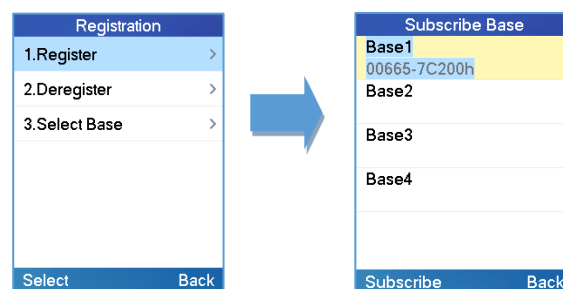 Registration
1.Register
2.Deregister
3.Select Base
Select Back
Subscribe Base
Base1
00665-7C200h
Base2
Base3
Base4
Subscribe Back